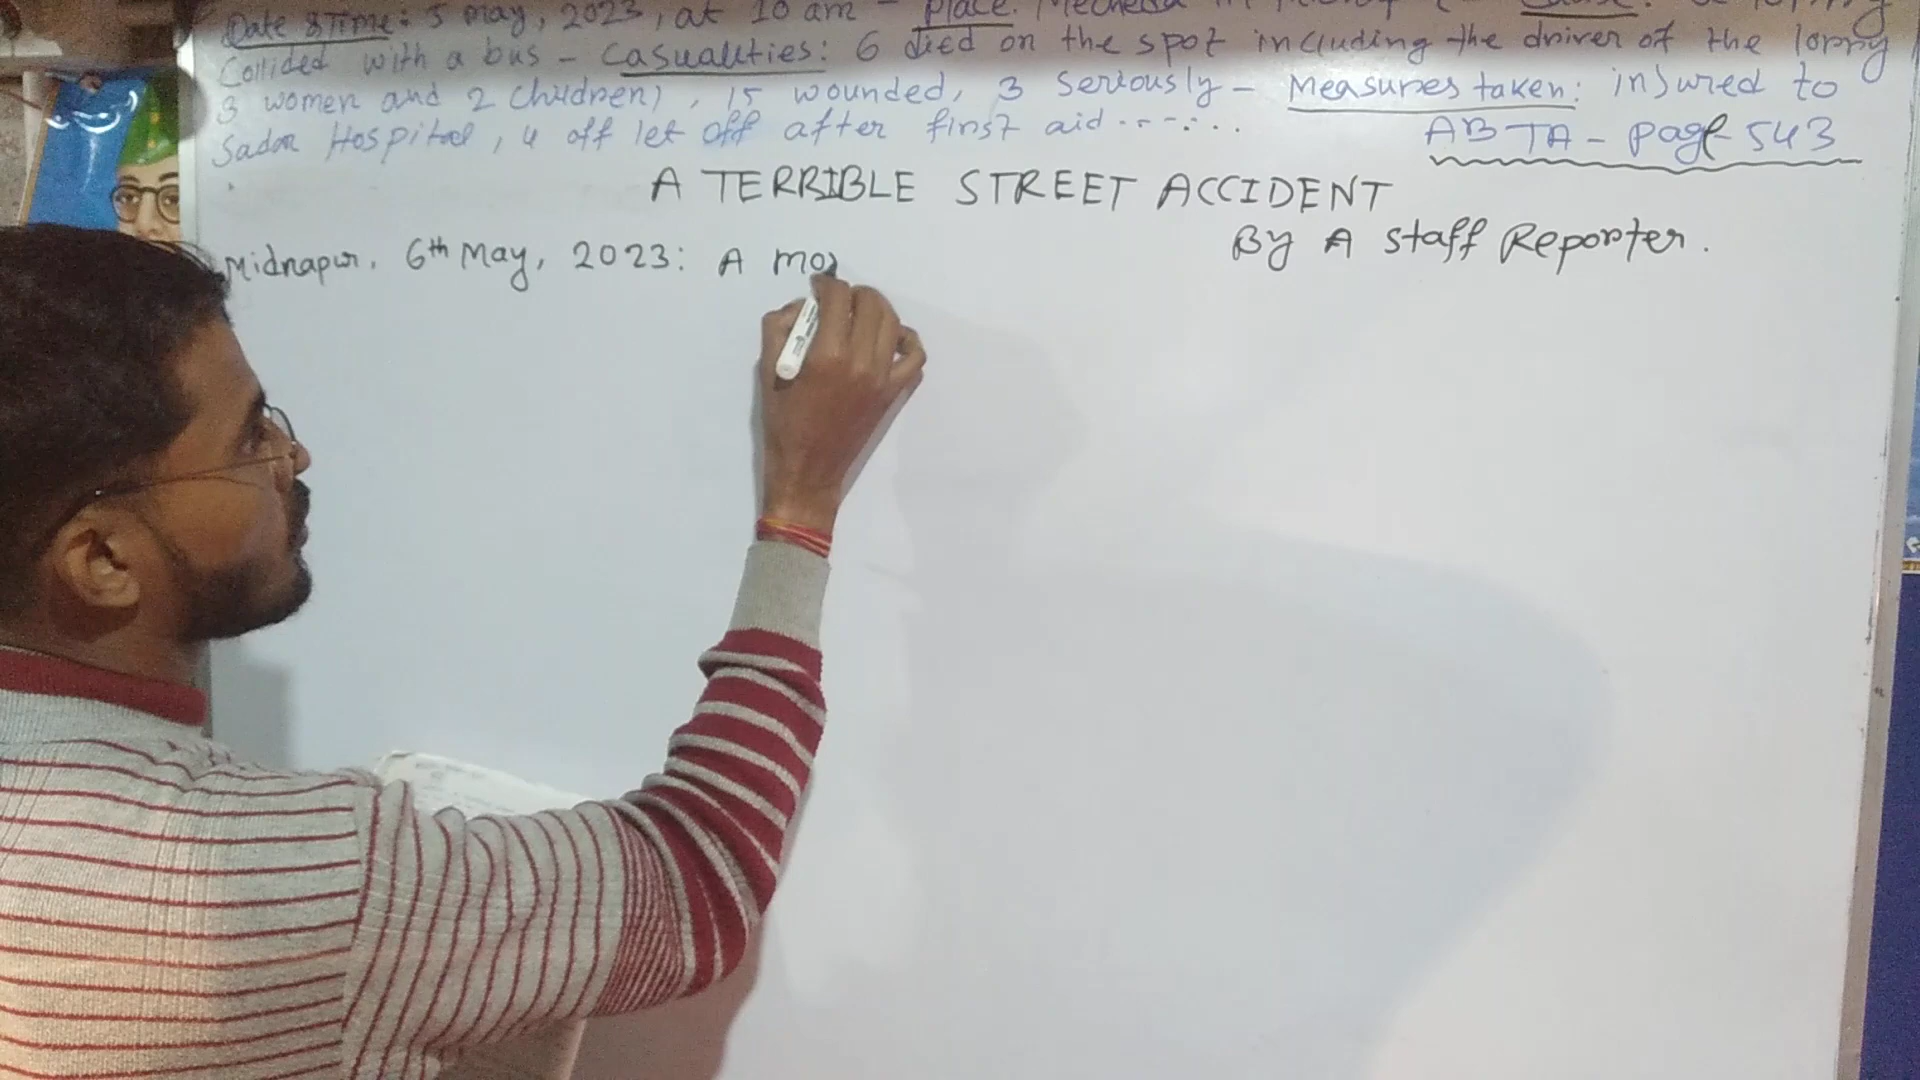 Date & Time: 5 may, 2023, at 10 am - Place: Mecheda in
Collided with a bus - Casualities: 6 died on the spot including the driver of the lorry
3 women and 2 Children), 15 wounded, 3 Seriously - Measures taken: injured to
Sadar Hospital, 4 off let off after first aid
ABTA - page 543
A TERRIBLE STREET ACCIDENT
By A Staff Reporter.
Midnapur, 6th May, 2023: A mo